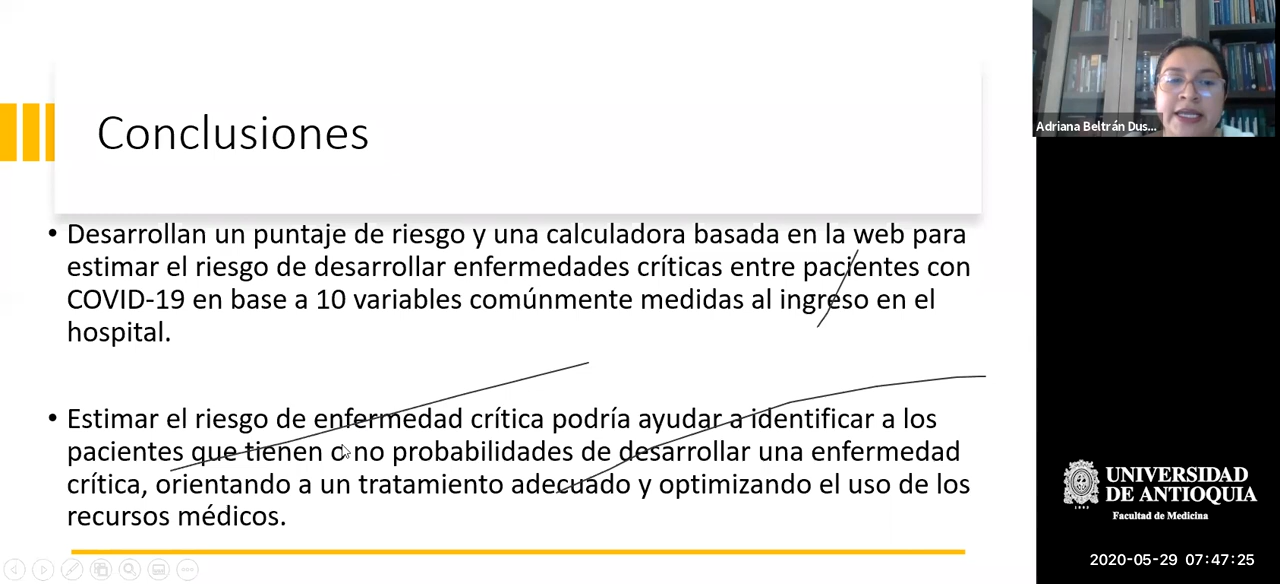 Conclusiones
• Desarrollan un puntaje de riesgo y una calculadora basada en la web para
estimar el riesgo de desarrollar enfermedades críticas entre pacientes con
COVID-19 en base a 10 variables comúnmente medidas al ingreso en el
hospital.
• Estimar el riesgo de enfermedad crítica podría ayudar a identificar a los
pacientes que tienen o no probabilidades de desarrollar una enfermedad
crítica, orientando a un tratamiento adecuado y optimizando el uso de los
recursos médicos.
Adriana Beltrán Dus...
UNIVERSIDAD
DE ANTIOQUIA
1803
Facultad de Medicina
2020-05-29 07:47:25